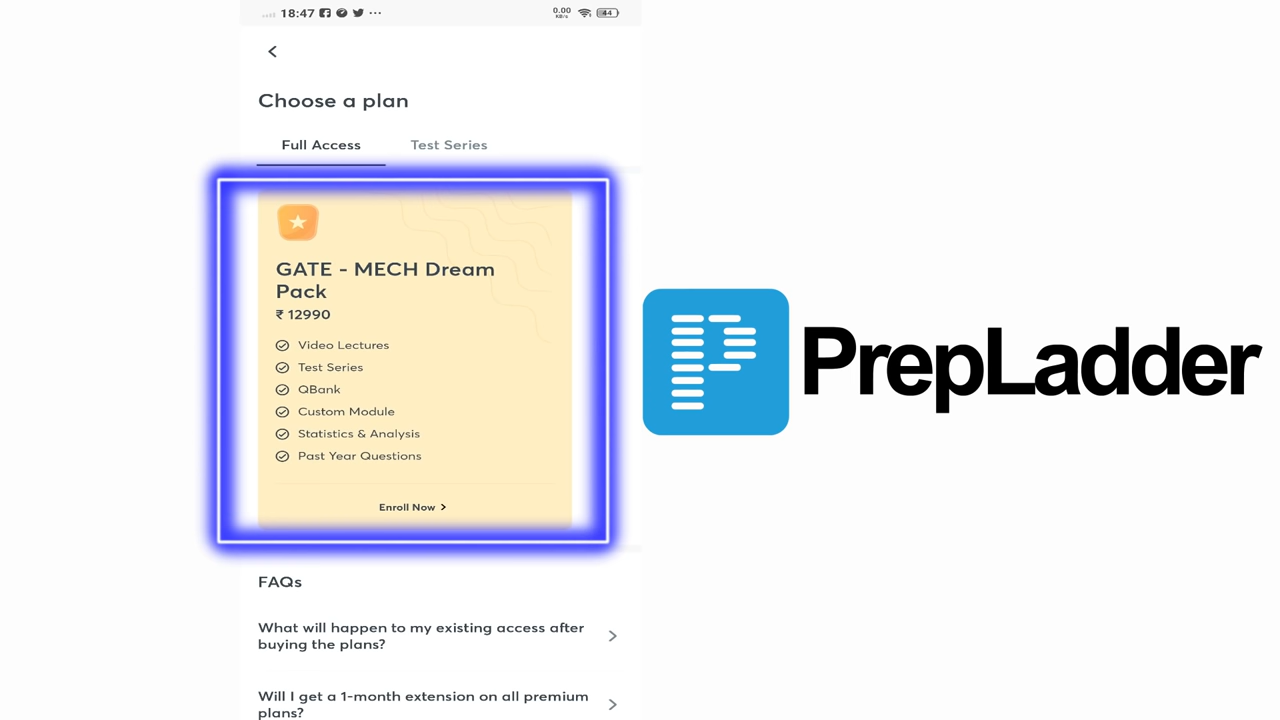 18:47 ...
0.00
KB/s
44
Choose a plan
Full Access Test Series
GATE - MECH Dream
Pack
₹ 12990
Video Lectures
Test Series
QBank
Custom Module
Statistics & Analysis
Past Year Questions
Enroll Now >
FAQs
What will happen to my existing access after
buying the plans?
Will I get a 1-month extension on all premium
plans?
PrepLadder